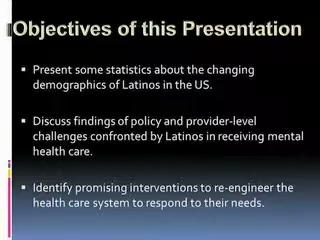 Objectives of this Presentation
Present some statistics about the changing
demographics of Latinos in the US.
Discuss findings of policy and provider-level
challenges confronted by Latinos in receiving mental
health care.
Identify promising interventions to re-engineer the
health care system to respond to their needs.